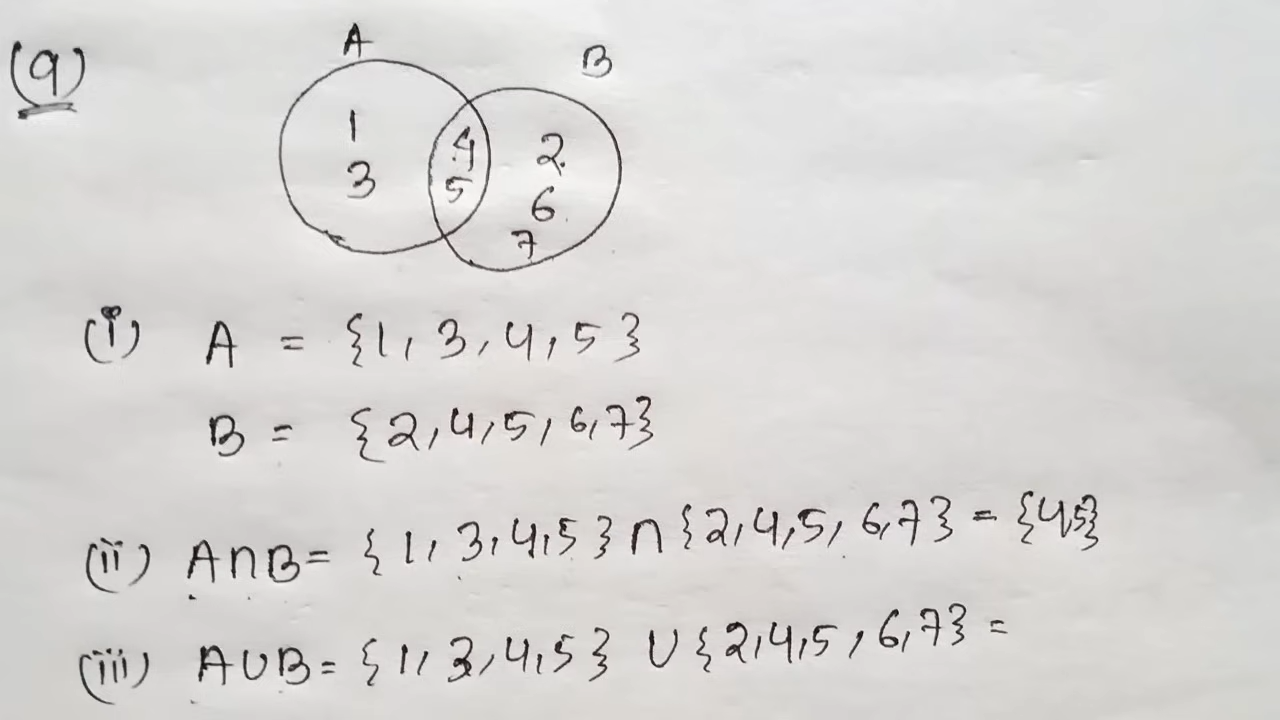 (9)
A
B
1
3
4
5
2
6
7
(i) A = {1, 3, 4, 5}
B = {2, 4, 5, 6, 7}
(ii) A∩B = {1, 3, 4, 5} ∩ {2, 4, 5, 6, 7} = {4,5}
(iii) A∪B = {1, 3, 4, 5} ∪ {2, 4, 5, 6, 7} =